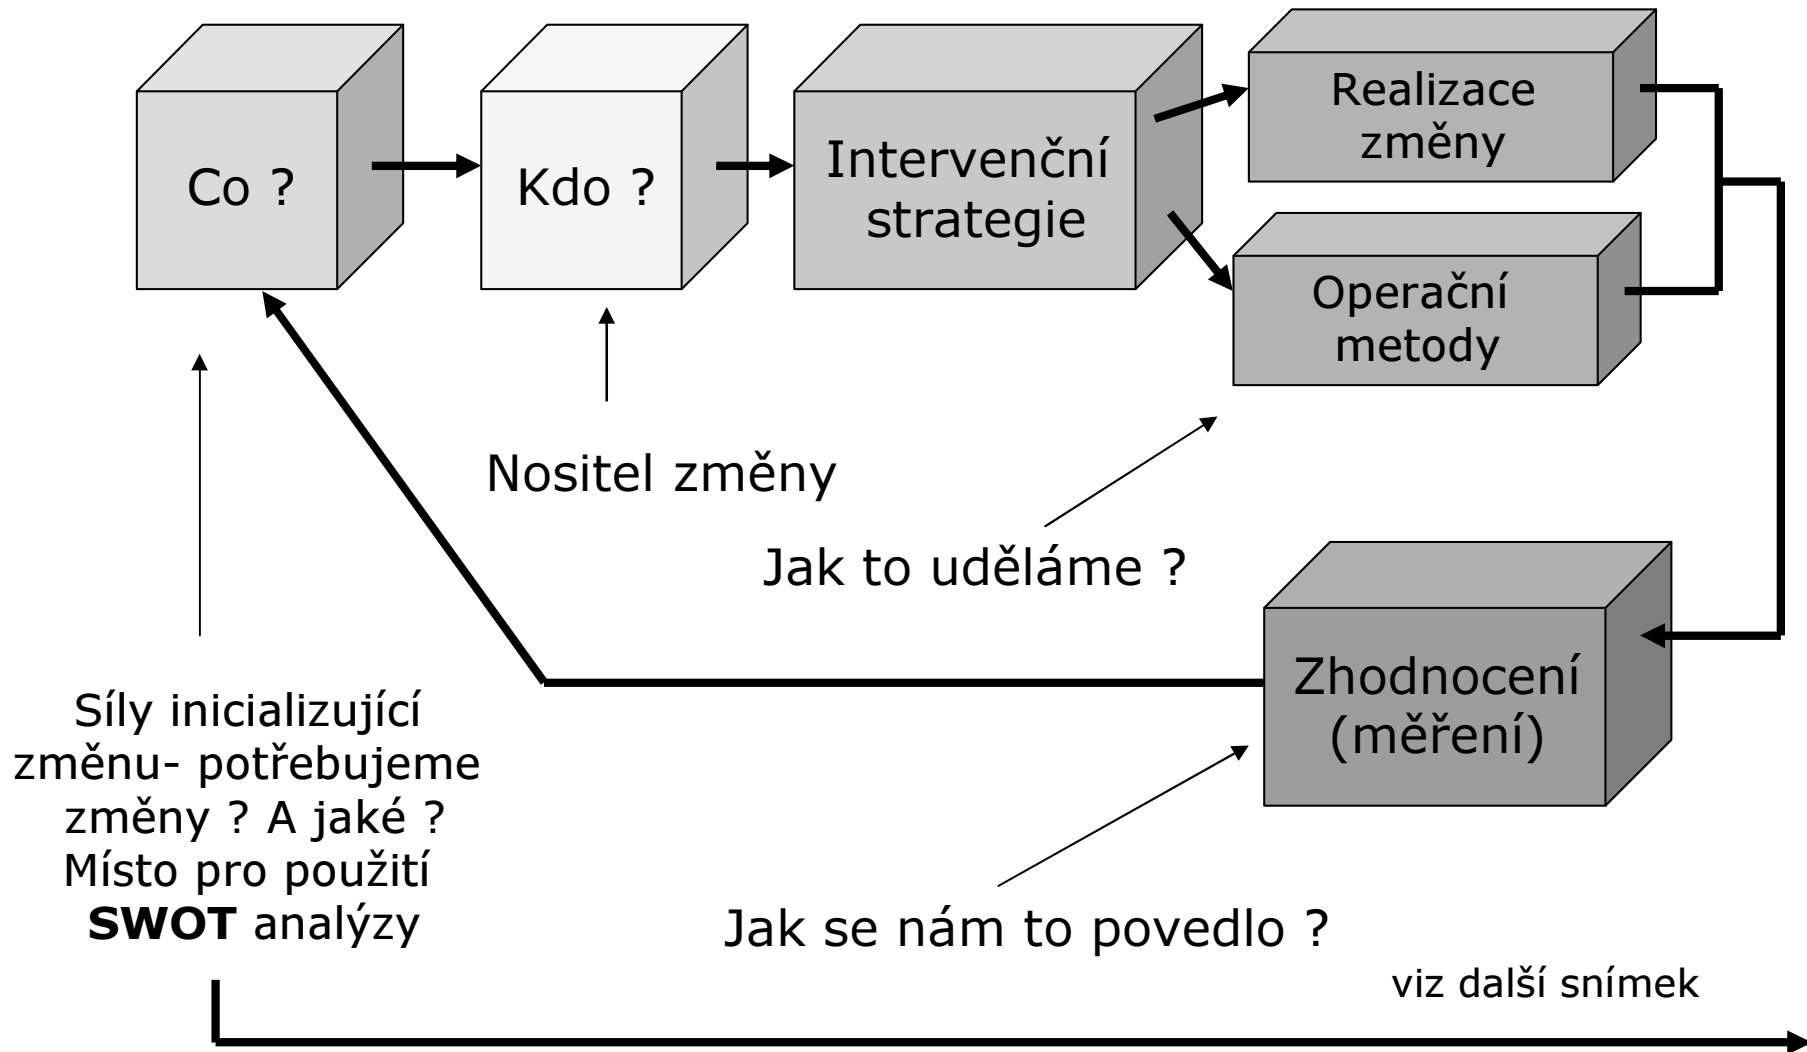 Co ?
Kdo ?
Intervenční
strategie
Realizace
změny
Operační
metody
Nositel změny
Jak to uděláme ?
Zhodnocení
(měření)
Síly inicializující
změnu- potřebujeme
změny ? A jaké ?
Místo pro použití
SWOT analýzy
Jak se nám to povedlo ?
viz další snímek